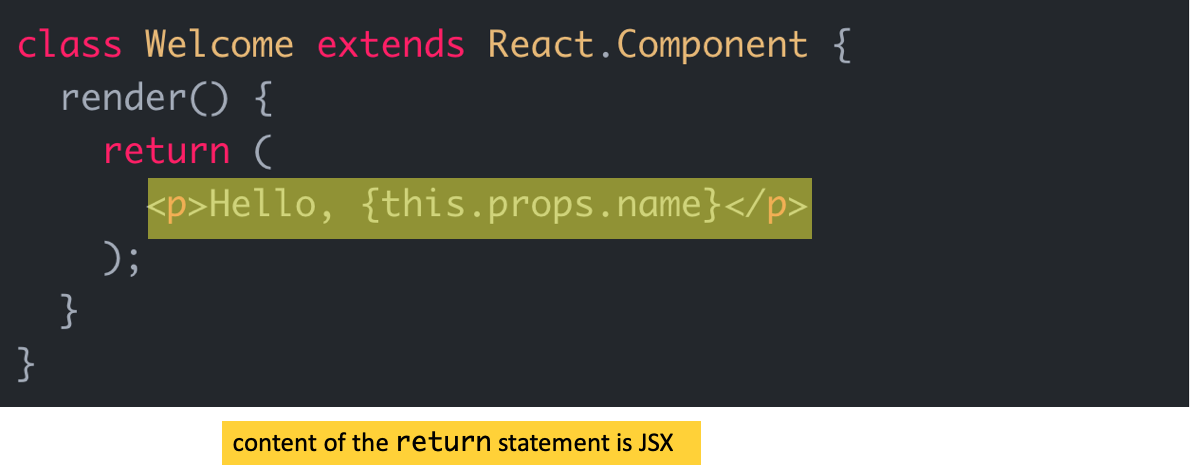 class Welcome extends React.Component {
  render() {
    return (
      <p>Hello, {this.props.name}</p>
    );
  }
}
content of the return statement is JSX